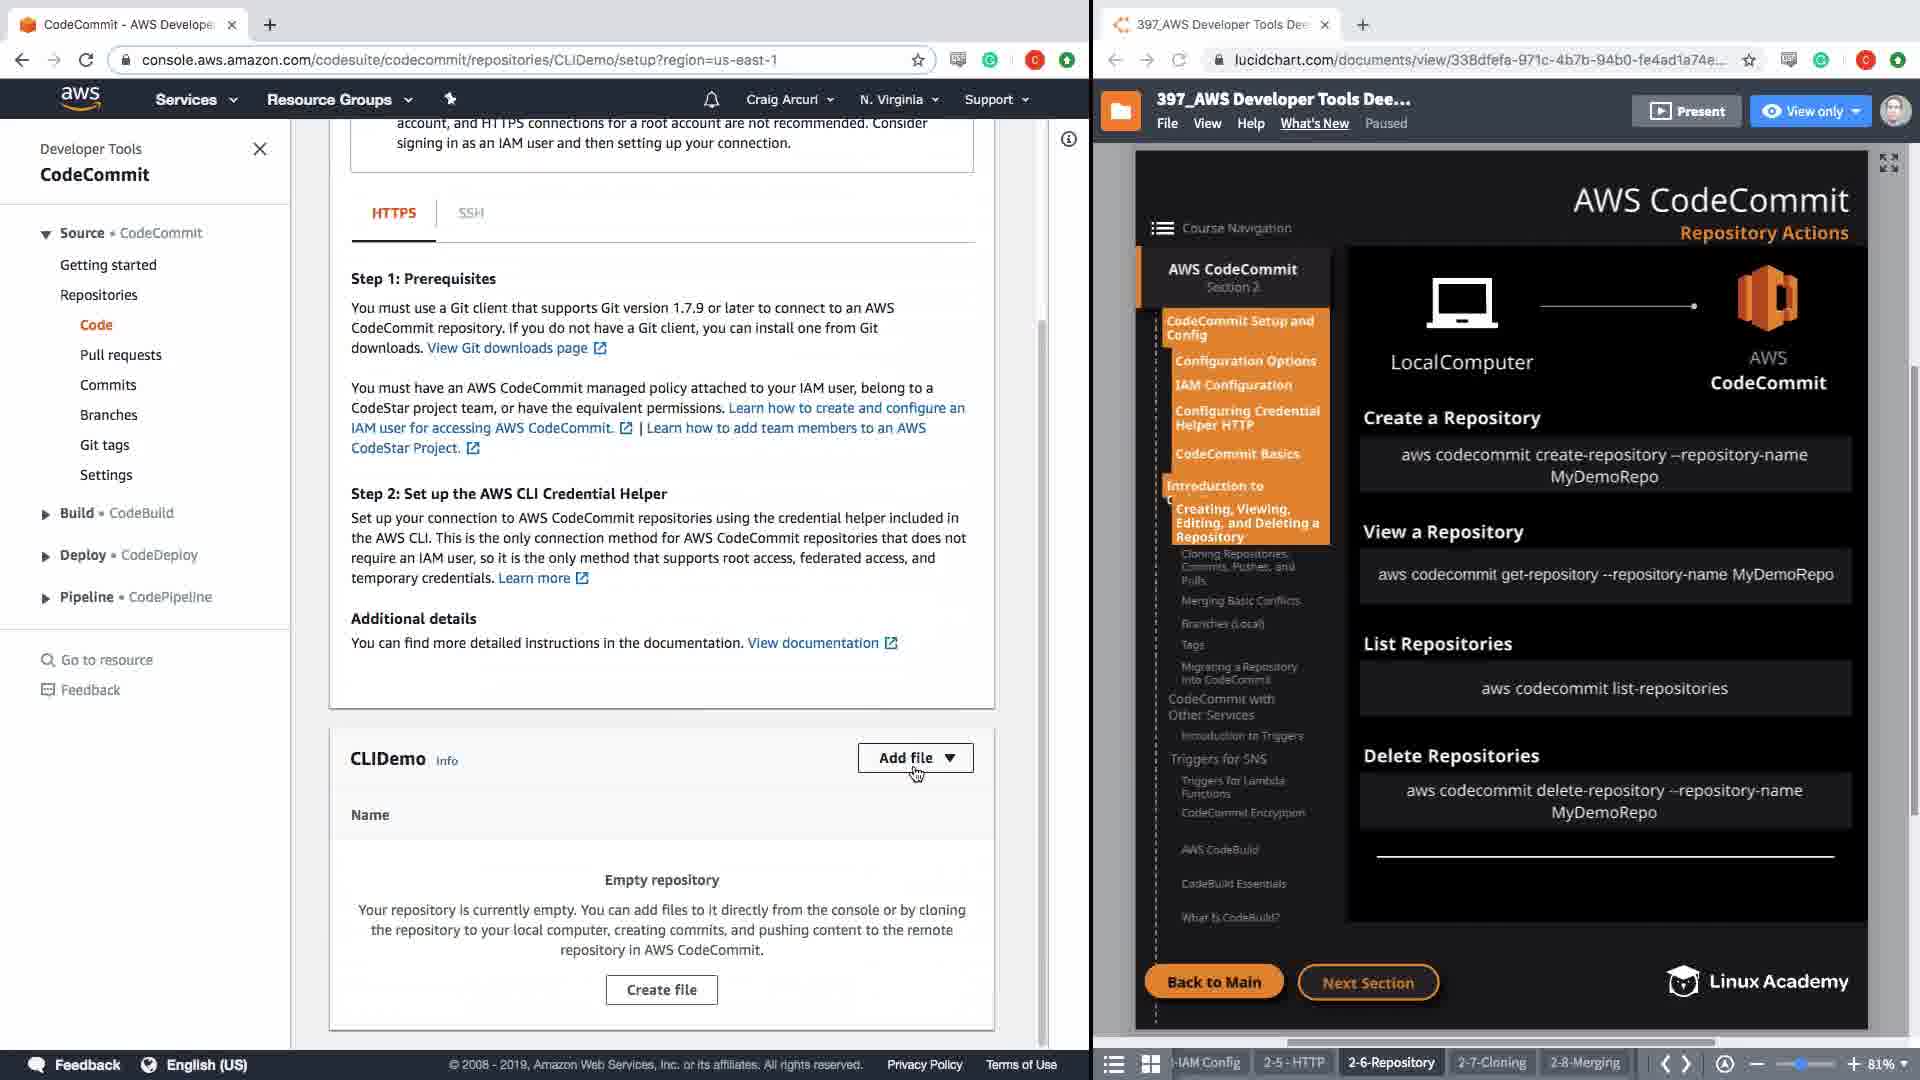 CodeCommit - AWS Develope
console.aws.amazon.com/codesuite/codecommit/repositories/CLIDemo/setup?region=us-east-1
aws
Services
Resource Groups
Craig Arcuri
N. Virginia
Support
Developer Tools
CodeCommit
Source • CodeCommit
Getting started
Repositories
Code
Pull requests
Commits
Branches
Git tags
Settings
Build • CodeBuild
Deploy • CodeDeploy
Pipeline • CodePipeline
Go to resource
Feedback
account, and HTTPS connections for a root account are not recommended. Consider
signing in as an IAM user and then setting up your connection.
HTTPS
SSH
Step 1: Prerequisites
You must use a Git client that supports Git version 1.7.9 or later to connect to an AWS
CodeCommit repository. If you do not have a Git client, you can install one from Git
downloads. View Git downloads page
You must have an AWS CodeCommit managed policy attached to your IAM user, belong to a
CodeStar project team, or have the equivalent permissions. Learn how to create and configure an
IAM user for accessing AWS CodeCommit. | Learn how to add team members to an AWS
CodeStar Project.
Step 2: Set up the AWS CLI Credential Helper
Set up your connection to AWS CodeCommit repositories using the credential helper included in
the AWS CLI. This is the only connection method for AWS CodeCommit repositories that does not
require an IAM user, so it is the only method that supports root access, federated access, and
temporary credentials. Learn more
Additional details
You can find more detailed instructions in the documentation. View documentation
CLIDemo Info
Add file
Name
Empty repository
Your repository is currently empty. You can add files to it directly from the console or by cloning
the repository to your local computer, creating commits, and pushing content to the remote
repository in AWS CodeCommit.
Create file
Feedback
English (US)
© 2008 - 2019, Amazon Web Services, Inc. or its affiliates. All rights reserved.
Privacy Policy
Terms of Use
397_AWS Developer Tools Dee
lucidchart.com/documents/view/338dfefa-971c-4b7b-94b0-fe4ad1a74e...
397_AWS Developer Tools Dee...
File
View
Help
What's New
Paused
Present
View only
AWS CodeCommit
Repository Actions
Course Navigation
AWS CodeCommit
Section 2
CodeCommit Setup and
Config
Configuration Options
IAM Configuration
Configuring Credential
Helper HTTP
CodeCommit Basics
Introduction to
Creating, Viewing,
Editing, and Deleting a
Repository
Cloning Repositories,
Commits, Pushes, and
Pulls
Merging Basic Conflicts
Branches (Local)
Tags
Migrating a Repository
Into CodeCommit
CodeCommit with
Other Services
Introduction to Triggers
Triggers for SNS
Triggers for Lambda
Functions
CodeCommit Encryption
AWS CodeBuild
CodeBuild Essentials
What is CodeBuild?
LocalComputer
AWS
CodeCommit
Create a Repository
aws codecommit create-repository --repository-name
MyDemoRepo
View a Repository
aws codecommit get-repository --repository-name MyDemoRepo
List Repositories
aws codecommit list-repositories
Delete Repositories
aws codecommit delete-repository --repository-name
MyDemoRepo
Back to Main
Next Section
Linux Academy
-IAM Config
2-5 - HTTP
2-6-Repository
2-7-Cloning
2-8-Merging
81%